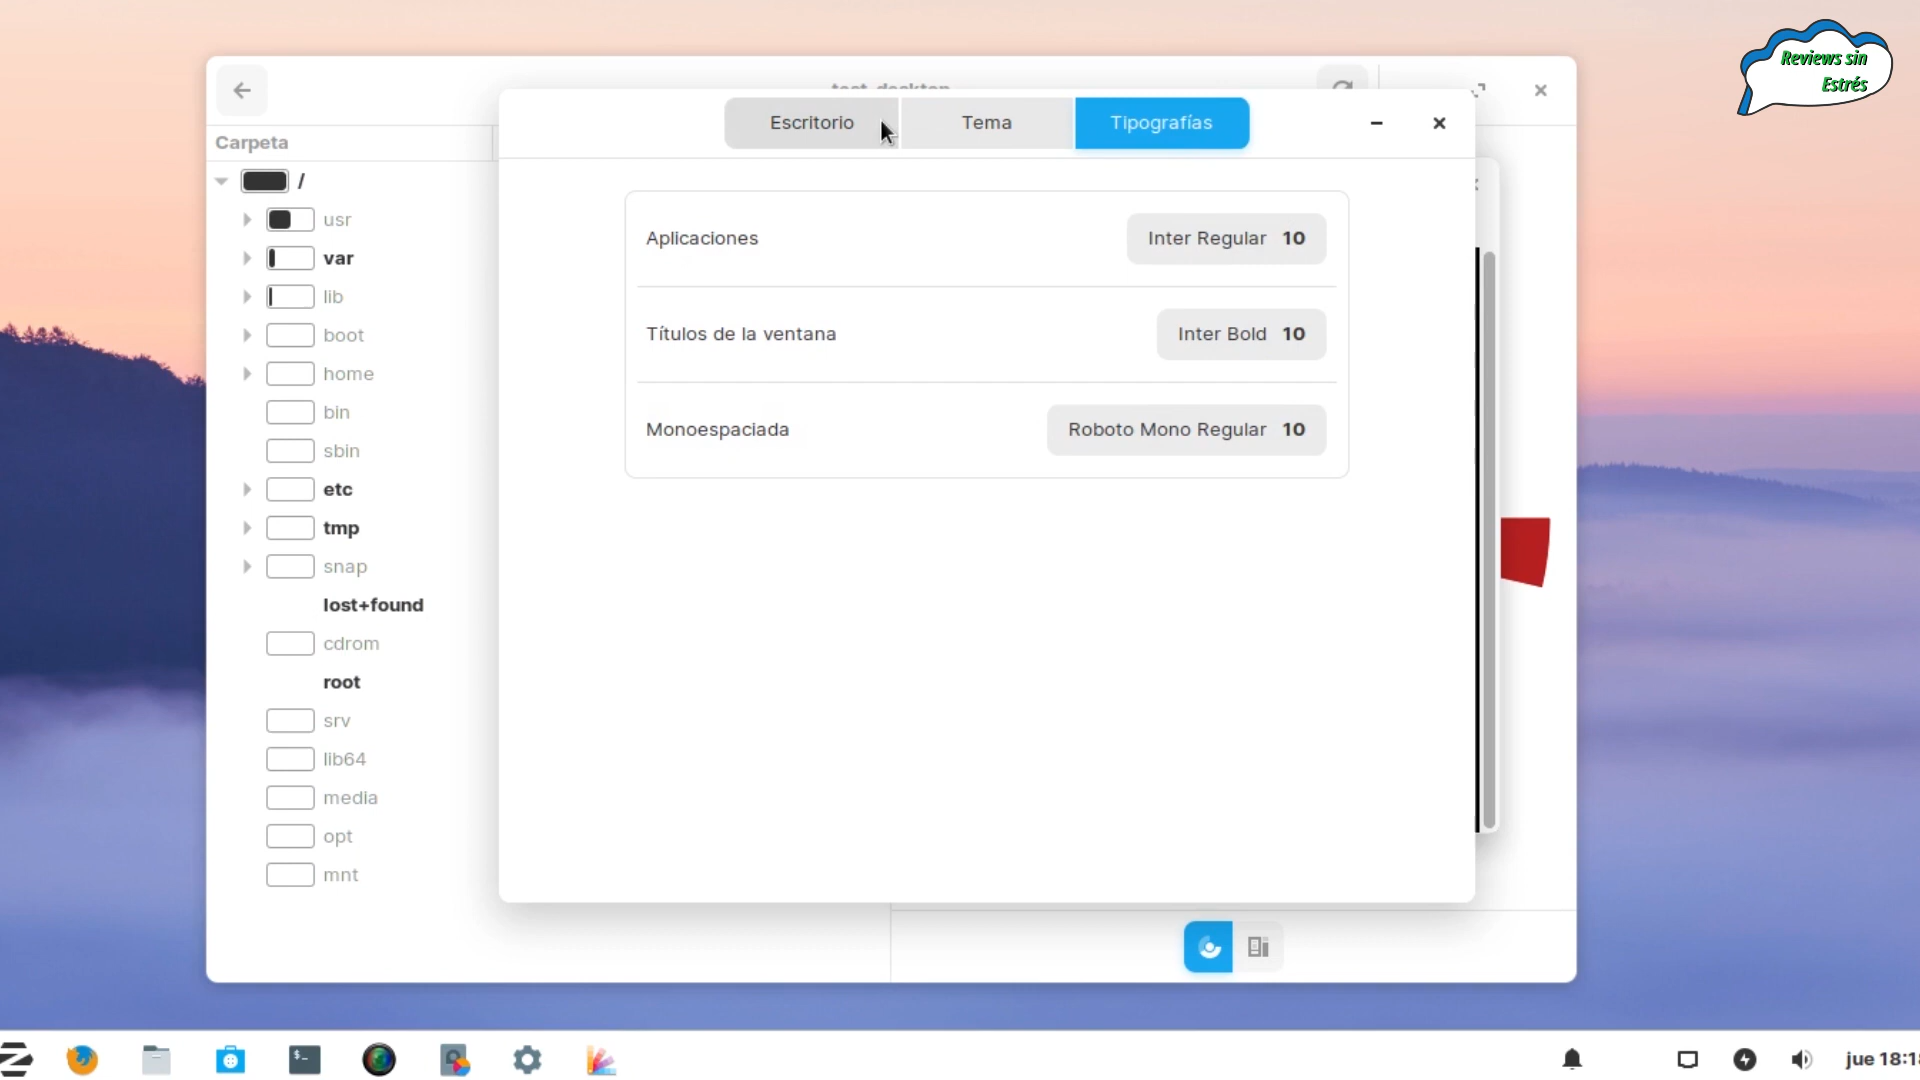 Reviews sin
Estrés
Escritorio
Tema
Tipografías
Carpeta
/
usr
var
lib
boot
home
bin
sbin
etc
tmp
snap
lost+found
cdrom
root
srv
lib64
media
opt
mnt
Aplicaciones
Inter Regular 10
Títulos de la ventana
Inter Bold 10
Monoespaciada
Roboto Mono Regular 10
jue 18:1